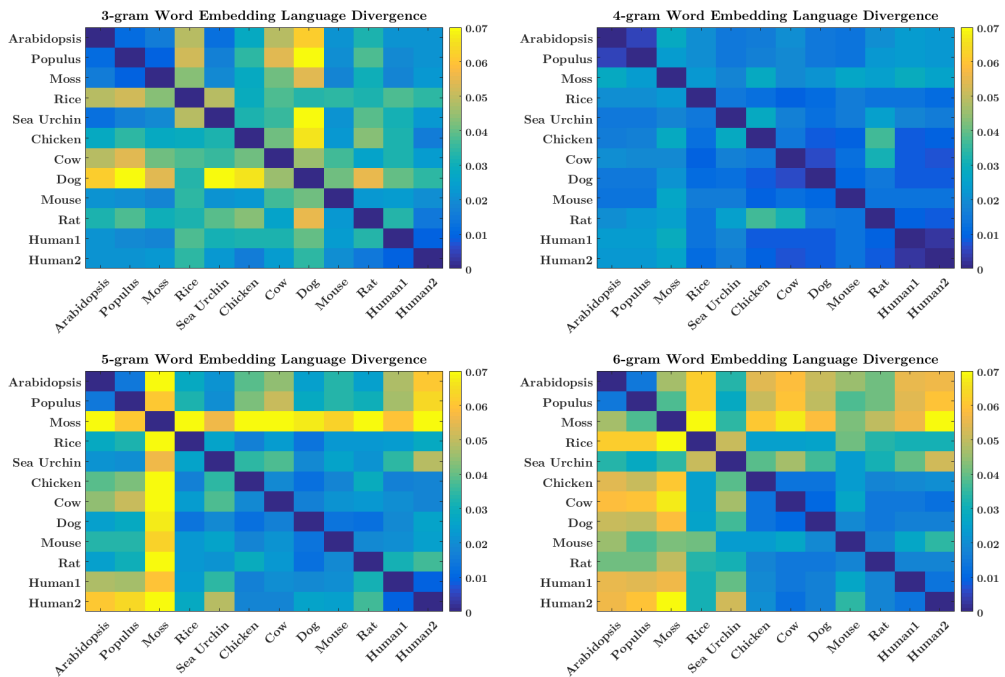 3-gram Word Embedding Language Divergence
Arabidopsis
Populus
Moss
Rice
Sea Urchin
Chicken
Cow
Dog
Mouse
Rat
Human1
Human2
0.07
0.06
0.05
0.04
0.03
0.02
0.01
0
Arabidopsis
Populus
Moss
Rice
Sea Urchin
Chicken
Cow
Dog
Mouse
Rat
Human1
Human2
4-gram Word Embedding Language Divergence
Arabidopsis
Populus
Moss
Rice
Sea Urchin
Chicken
Cow
Dog
Mouse
Rat
Human1
Human2
0.07
0.06
0.05
0.04
0.03
0.02
0.01
0
Arabidopsis
Populus
Moss
Rice
Sea Urchin
Chicken
Cow
Dog
Mouse
Rat
Human1
Human2
5-gram Word Embedding Language Divergence
Arabidopsis
Populus
Moss
Rice
Sea Urchin
Chicken
Cow
Dog
Mouse
Rat
Human1
Human2
0.07
0.06
0.05
0.04
0.03
0.02
0.01
0
Arabidopsis
Populus
Moss
Rice
Sea Urchin
Chicken
Cow
Dog
Mouse
Rat
Human1
Human2
6-gram Word Embedding Language Divergence
Arabidopsis
Populus
Moss
Rice
Sea Urchin
Chicken
Cow
Dog
Mouse
Rat
Human1
Human2
0.07
0.06
0.05
0.04
0.03
0.02
0.01
0
Arabidopsis
Populus
Moss
Rice
Sea Urchin
Chicken
Cow
Dog
Mouse
Rat
Human1
Human2